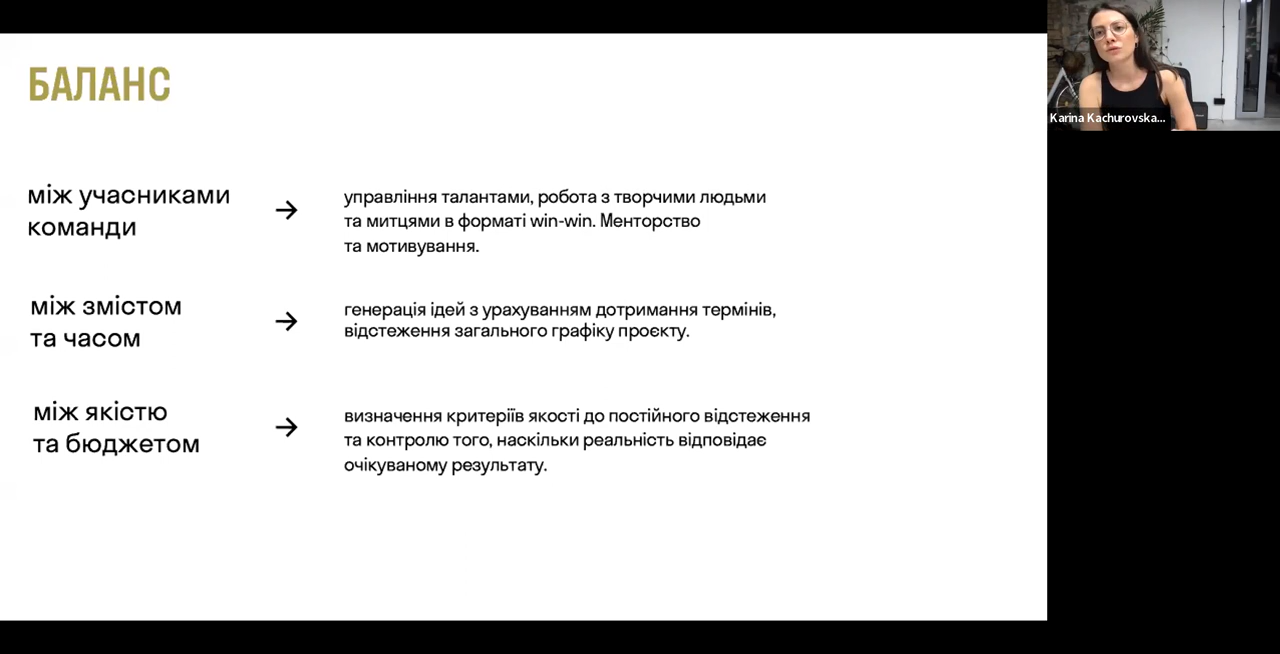 БАЛАНС
між учасниками
команди
→
управління талантами, робота з творчими людьми
та митцями в форматі win-win. Менторство
та мотивування.
між змістом
та часом
→
генерація ідей з урахуванням дотримання термінів,
відстеження загального графіку проєкту.
між якістю
та бюджетом
→
визначення критеріїв якості до постійного відстеження
та контролю того, наскільки реальність відповідає
очікуваному результату.
Karina Kachurovska...